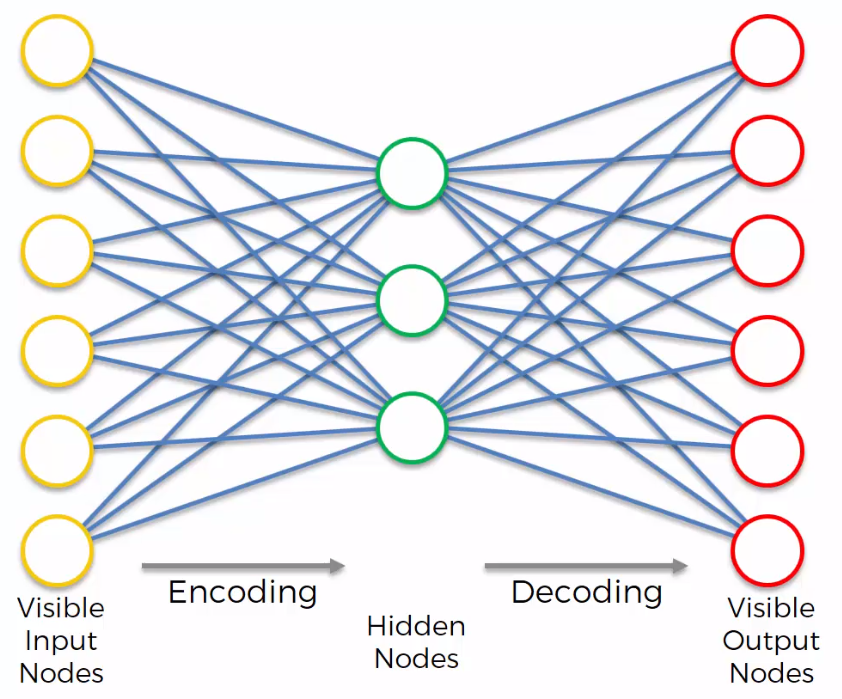 Encoding
Decoding
Visible
Input
Nodes
Hidden
Nodes
Visible
Output
Nodes